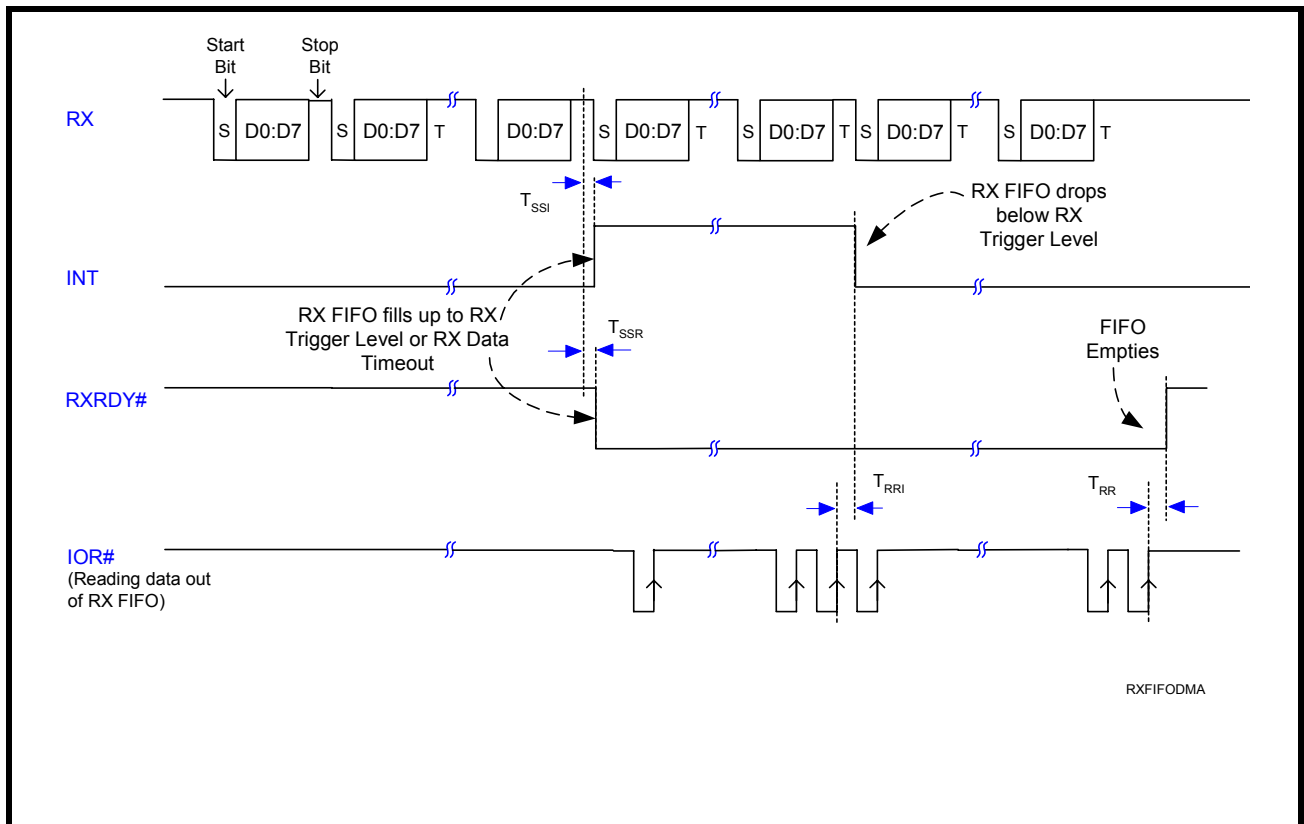 Start
Bit
Stop
Bit
RX
S D0:D7 S D0:D7 T D0:D7 S D0:D7 T S D0:D7 T S D0:D7 T S D0:D7 T
TSSI
RX FIFO drops
below RX
Trigger Level
INT
RX FIFO fills up to RX
Trigger Level or RX Data
Timeout
TSSR
FIFO
Empties
RXRDY#
TRRI
TRR
IOR#
(Reading data out
of RX FIFO)
RXFIFODMA